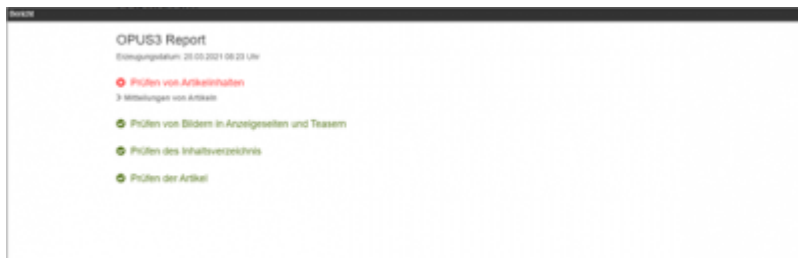 Bericht
OPUS3 Report
Erzeugungsdatum: 20.03.2021 08:23 Uhr
Prüfen von Artikelinhalten
Mitteilungen von Artikeln
Prüfen von Bildern in Anzeigeseiten und Teasern
Prüfen des Inhaltsverzeichnis
Prüfen der Artikel